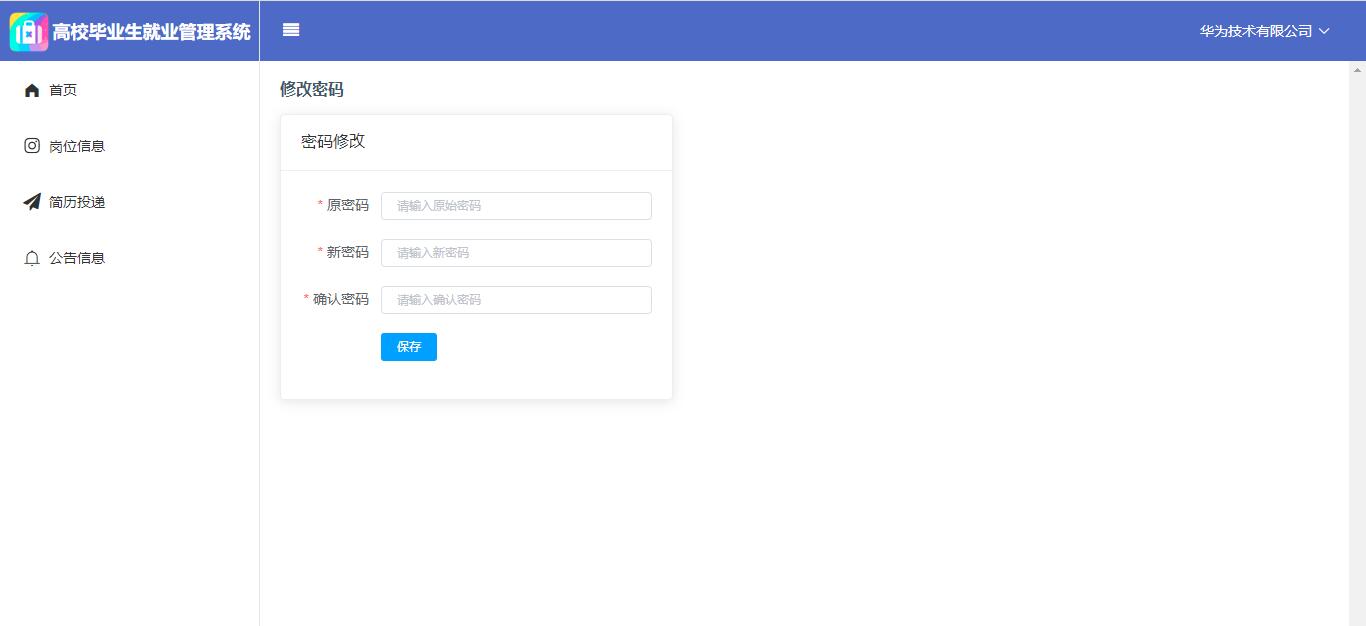 高校毕业生就业管理系统
华为技术有限公司
首页
岗位信息
简历投递
公告信息
修改密码
密码修改
* 原密码 请输入原始密码
* 新密码 请输入新密码
* 确认密码 请输入确认密码
保存